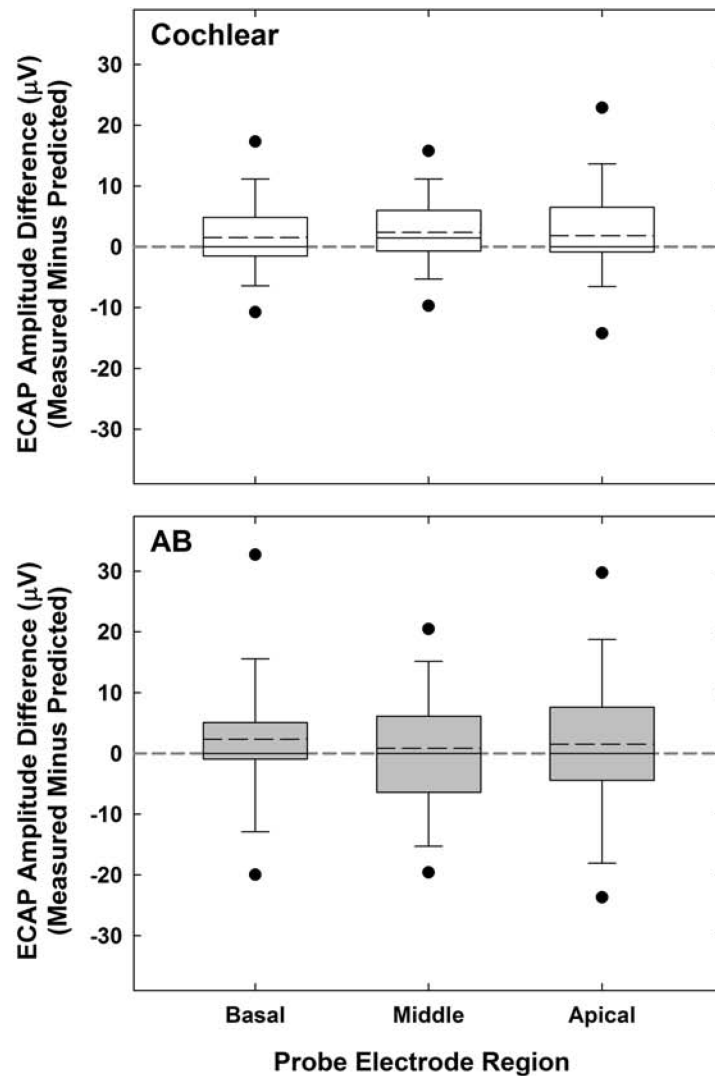 Cochlear
ECAP Amplitude Difference (µV)
(Measured Minus Predicted)
30
20
10
0
-10
-20
-30
AB
ECAP Amplitude Difference (µV)
(Measured Minus Predicted)
30
20
10
0
-10
-20
-30
Basal Middle Apical
Probe Electrode Region